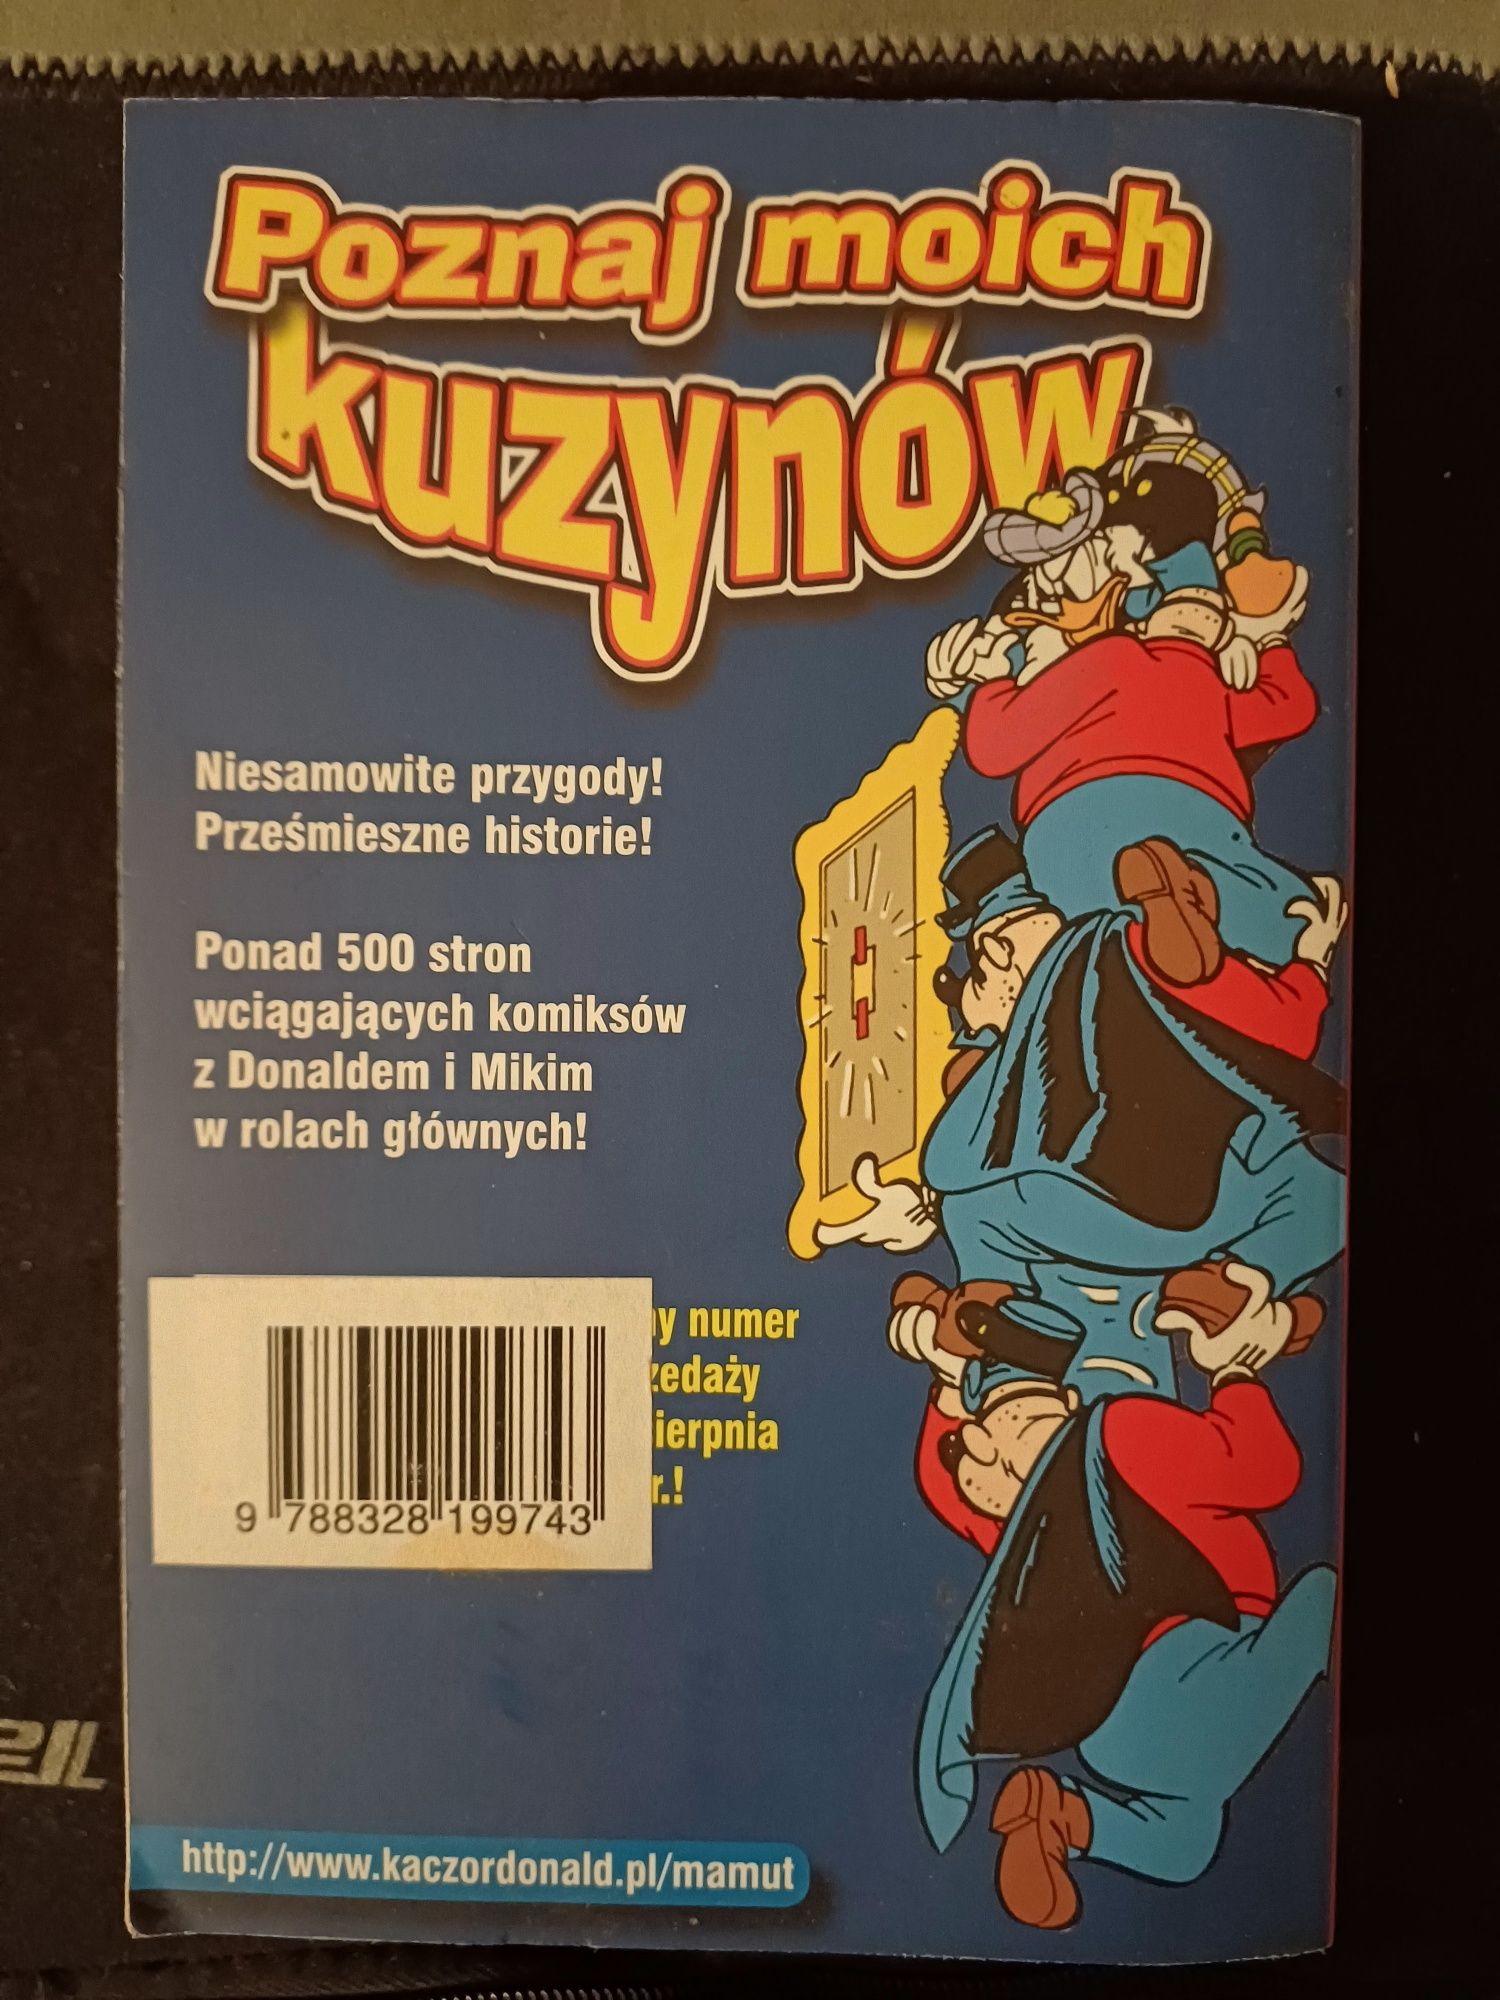 Poznaj moich
kuzynów
Niesamowite przygody!
Prześmieszne historie!
Ponad 500 stron
wciągających komiksów
z Donaldem i Mikim
w rolach głównych!
numer
9 788328 199743
http://www.kaczordonald.pl/mamut